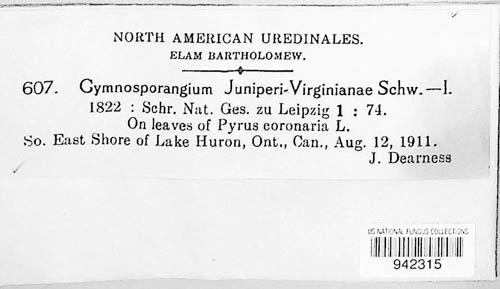 NORTH AMERICAN UREDINALES.
ELAM BARTHOLOMEW.
607. Gymnosporangium Juniperi-Virginianae Schw.—I.
1822 : Schr. Nat. Ges. zu Leipzig 1 : 74.
On leaves of Pyrus coronaria L.
So. East Shore of Lake Huron, Ont., Can., Aug. 12, 1911.
J. Dearness
US NATIONAL FUNGUS COLLECTIONS
942315